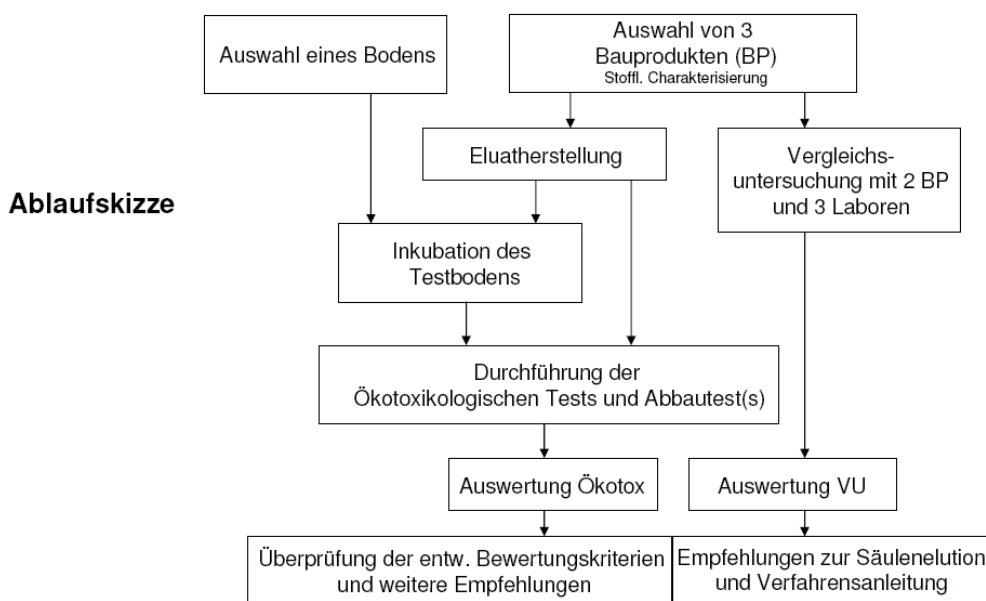 Auswahl eines Bodens
Auswahl von 3
Bauprodukten (BP)
Stoffl. Charakterisierung
Eluatherstellung
Vergleichs-
untersuchung mit 2 BP
und 3 Laboren
Ablaufskizze
Inkubation des
Testbodens
Durchführung der
Ökotoxikologischen Tests und Abbautest(s)
Auswertung Ökotox
Auswertung VU
Überprüfung der entw. Bewertungskriterien
und weitere Empfehlungen
Empfehlungen zur Säulenelution
und Verfahrensanleitung